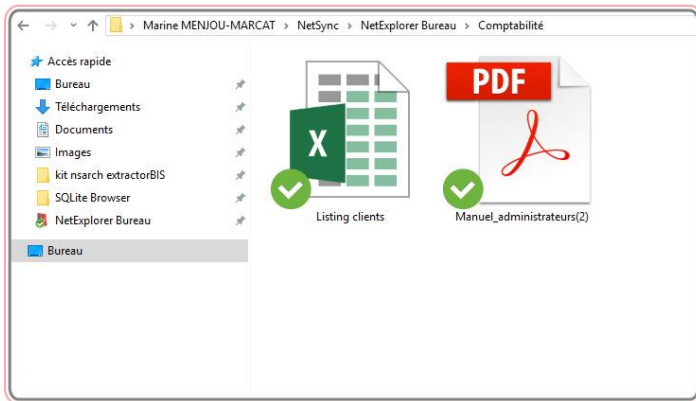 Marine MENJOU-MARCAT > NetSync > NetExplorer Bureau > Comptabilité
Accès rapide
Bureau
Téléchargements
Documents
Images
kit nsarch extractorBIS
SQLite Browser
NetExplorer Bureau
Bureau
X
Listing clients
PDF
Manuel_administrateurs(2)